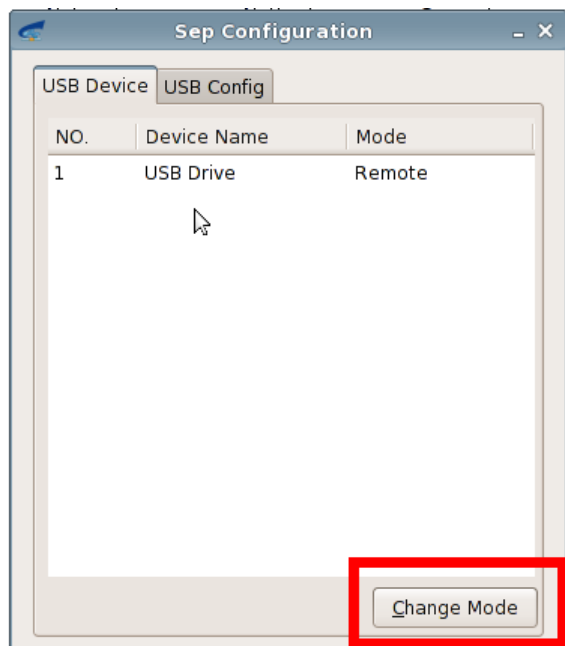 Sep Configuration
USB Device USB Config
NO. Device Name Mode
1 USB Drive Remote
Change Mode